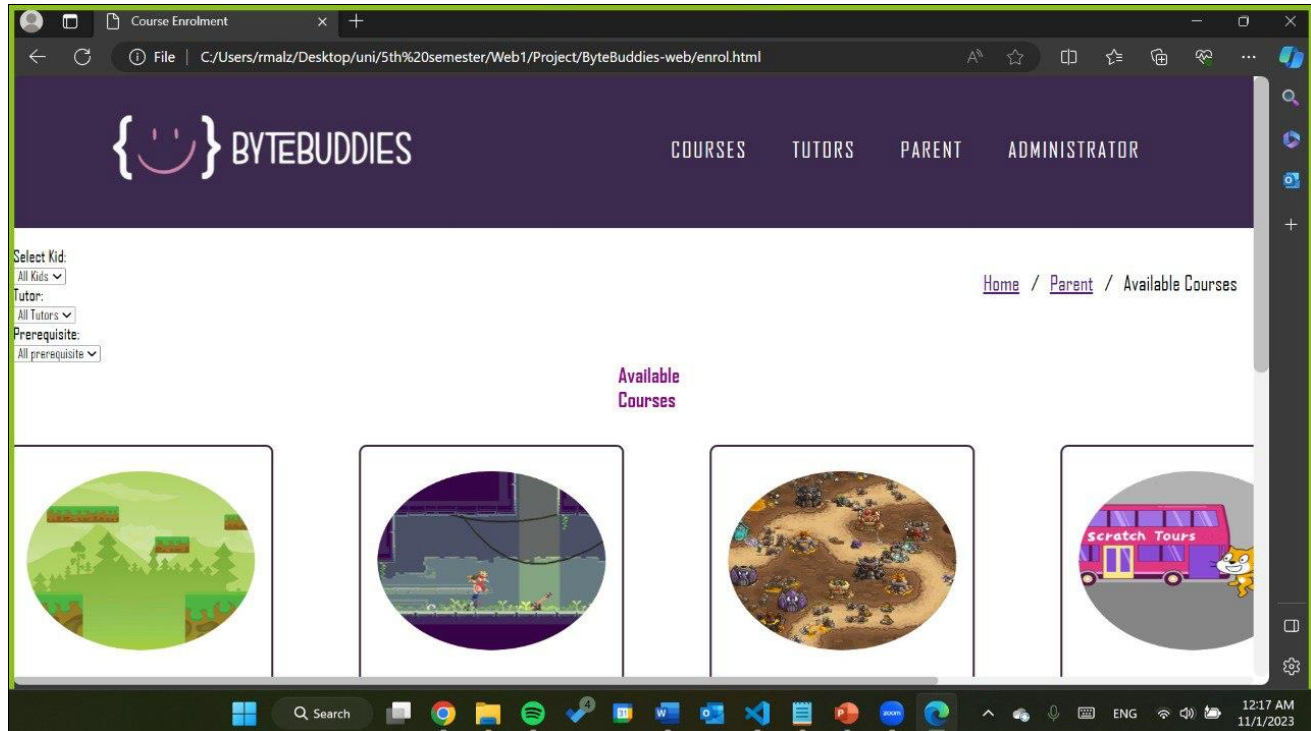 Course Enrolment
File | C:/Users/rmalz/Desktop/uni/5th%20semester/Web1/Project/ByteBuddies-web/enrol.html
{ } BYTEBUDDIES
COURSES TUTORS PARENT ADMINISTRATOR
Select Kid:
All Kids
Tutor:
All Tutors
Prerequisite:
All prerequisite
Home / Parent / Available Courses
Available
Courses
Scratch Tours
Search
4
zoom
ENG
12:17 AM
11/1/2023